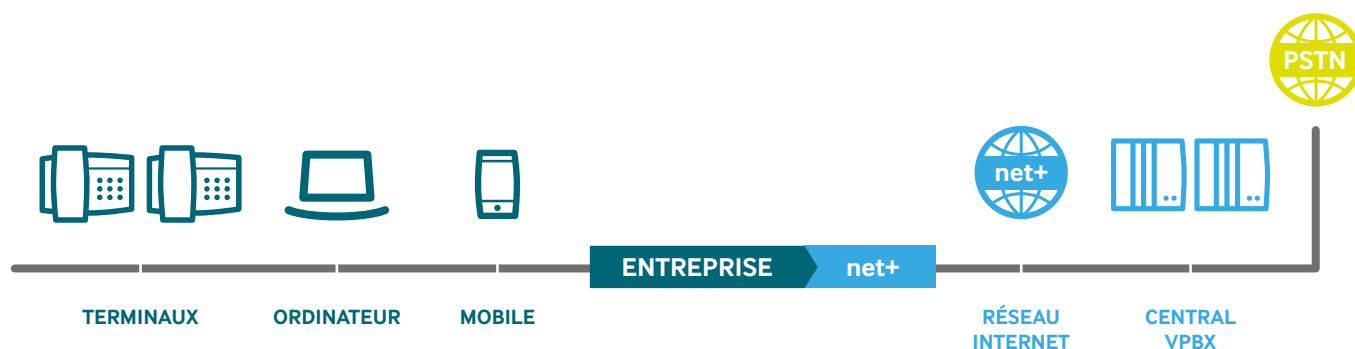 PSTN
net+
ENTREPRISE
net+
TERMINAUX
ORDINATEUR
MOBILE
RÉSEAU
INTERNET
CENTRAL
VPBX